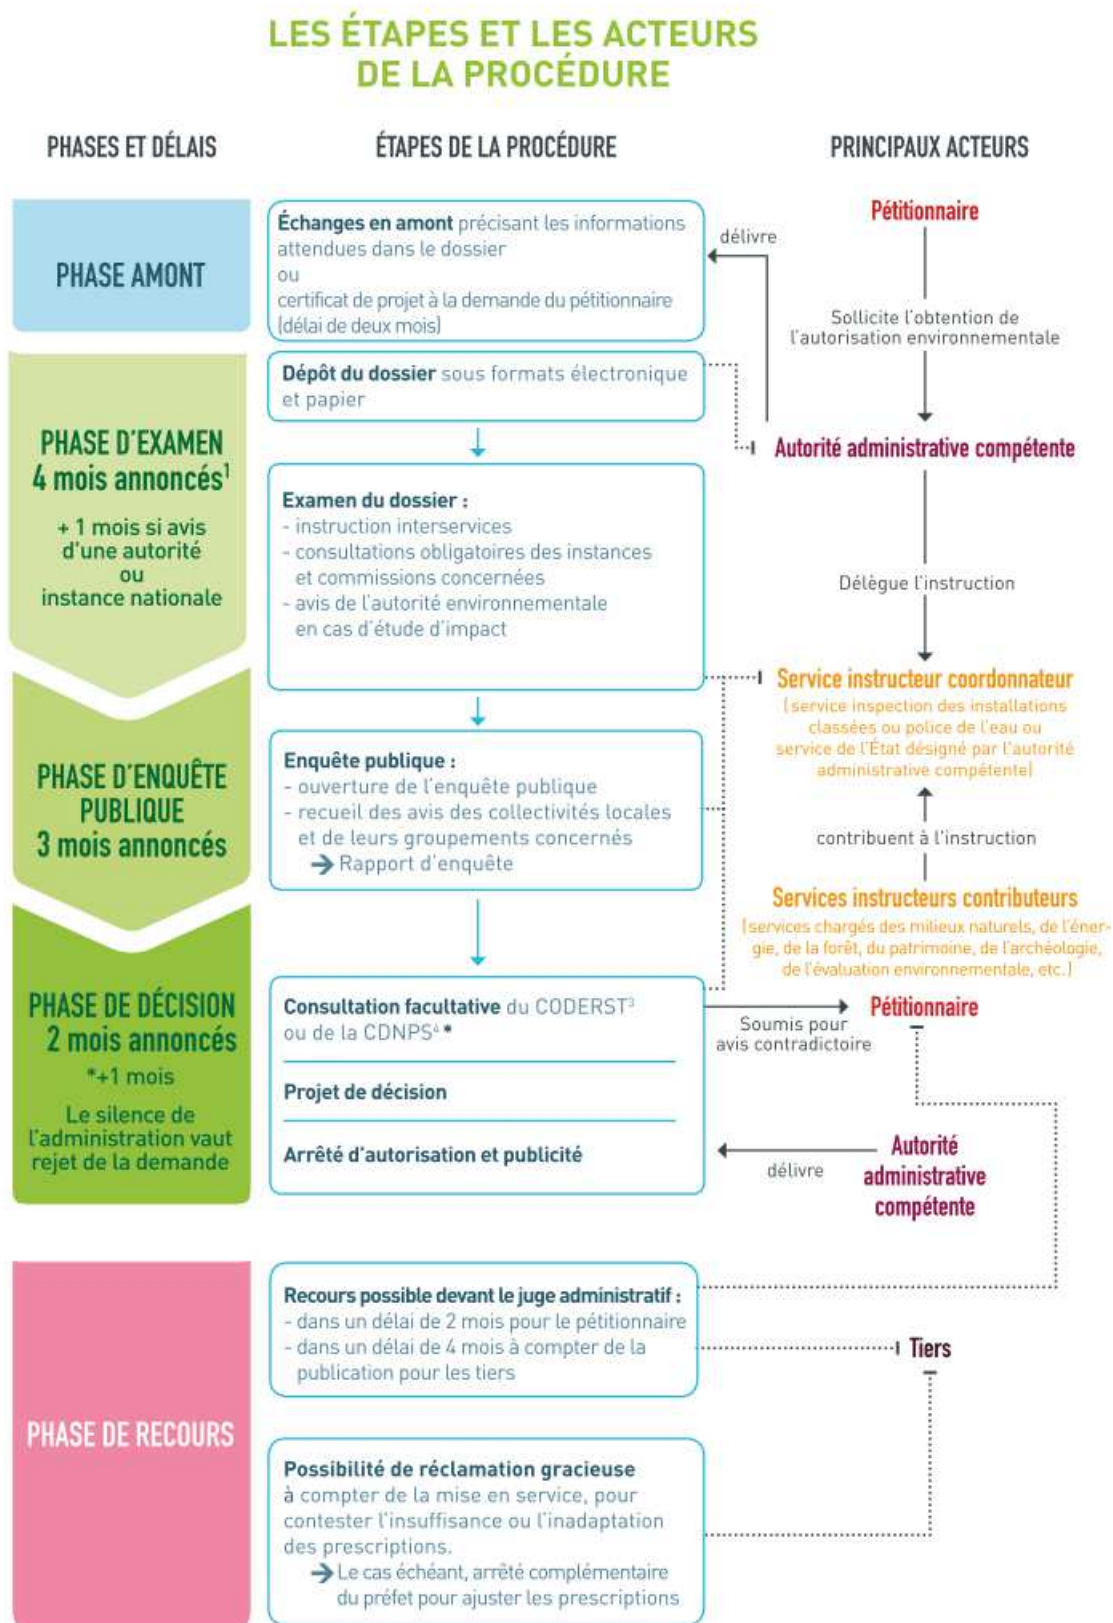 LES ÉTAPES ET LES ACTEURS
DE LA PROCÉDURE
PHASES ET DÉLAIS
ÉTAPES DE LA PROCÉDURE
PRINCIPAUX ACTEURS
PHASE AMONT
Échanges en amont précisant les informations
attendues dans le dossier
ou
certificat de projet à la demande du pétitionnaire
(délai de deux mois)
délivre
Pétitionnaire
Sollicite l'obtention de
l'autorisation environnementale
PHASE D'EXAMEN
4 mois annoncés¹
+ 1 mois si avis
d'une autorité
ou
instance nationale
Dépôt du dossier sous formats électronique
et papier
Autorité administrative compétente
Examen du dossier :
- instruction interservices
- consultations obligatoires des instances
et commissions concernées
- avis de l'autorité environnementale
en cas d'étude d'impact
Délègue l'instruction
Service instructeur coordonnateur
(service inspection des installations
classées ou police de l'eau ou
service de l'État désigné par l'autorité
administrative compétente)
PHASE D'ENQUÊTE
PUBLIQUE
3 mois annoncés
Enquête publique :
- ouverture de l'enquête publique
- recueil des avis des collectivités locales
et de leurs groupements concernés
→ Rapport d'enquête
contribuent à l'instruction
Services instructeurs contributeurs
(services chargés des milieux naturels, de l'éner-
gie, de la forêt, du patrimoine, de l'archéologie,
de l'évaluation environnementale, etc.)
PHASE DE DÉCISION
2 mois annoncés
*+1 mois
Le silence de
l'administration vaut
rejet de la demande
Consultation facultative du CODERST³
ou de la CDNPS⁴ *
Projet de décision
Arrêté d'autorisation et publicité
Soumis pour
avis contradictoire
Pétitionnaire
délivre
Autorité
administrative
compétente
PHASE DE RECOURS
Recours possible devant le juge administratif :
- dans un délai de 2 mois pour le pétitionnaire
- dans un délai de 4 mois à compter de la
publication pour les tiers
Tiers
Possibilité de réclamation gracieuse
à compter de la mise en service, pour
contester l'insuffisance ou l'inadaptation
des prescriptions.
→ Le cas échéant, arrêté complémentaire
du préfet pour ajuster les prescriptions